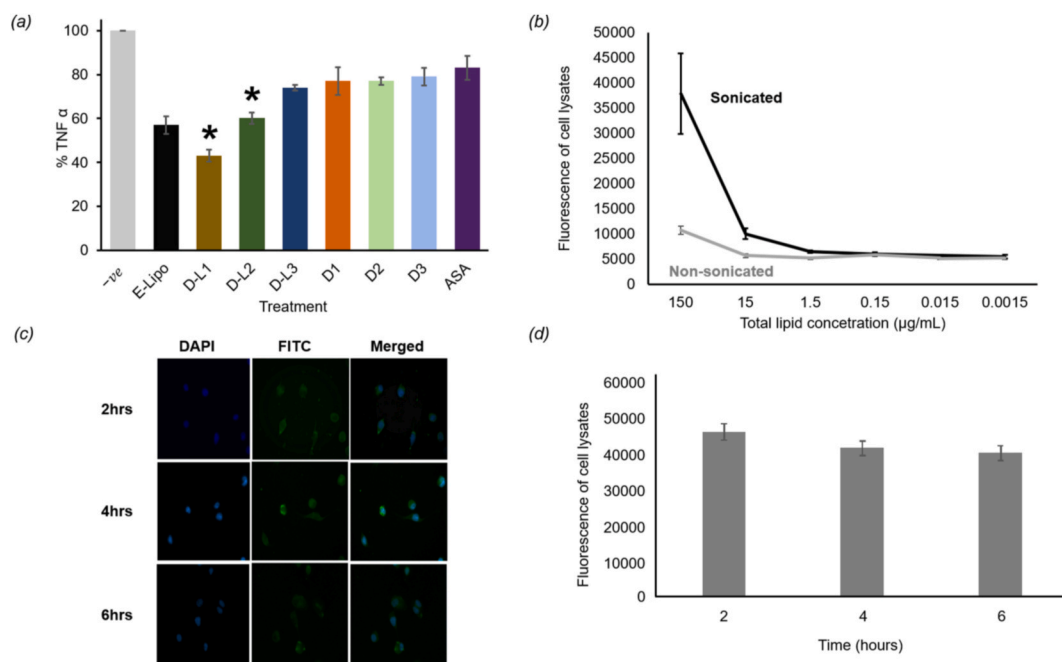 (a)
% TNF α
100
80
60
40
20
0
*
*
-ve
E-Lipo
D-L1
D-L2
D-L3
D1
D2
D3
ASA
Treatment
(b)
Fluorescence of cell lysates
50000
45000
40000
35000
30000
25000
20000
15000
10000
5000
0
Sonicated
Non-sonicated
150 15 1.5 0.15 0.015 0.0015
Total lipid concetration (µg/mL)
(c)
DAPI FITC Merged
2hrs
4hrs
6hrs
(d)
Fluorescence of cell lysates
60000
50000
40000
30000
20000
10000
0
2 4 6
Time (hours)